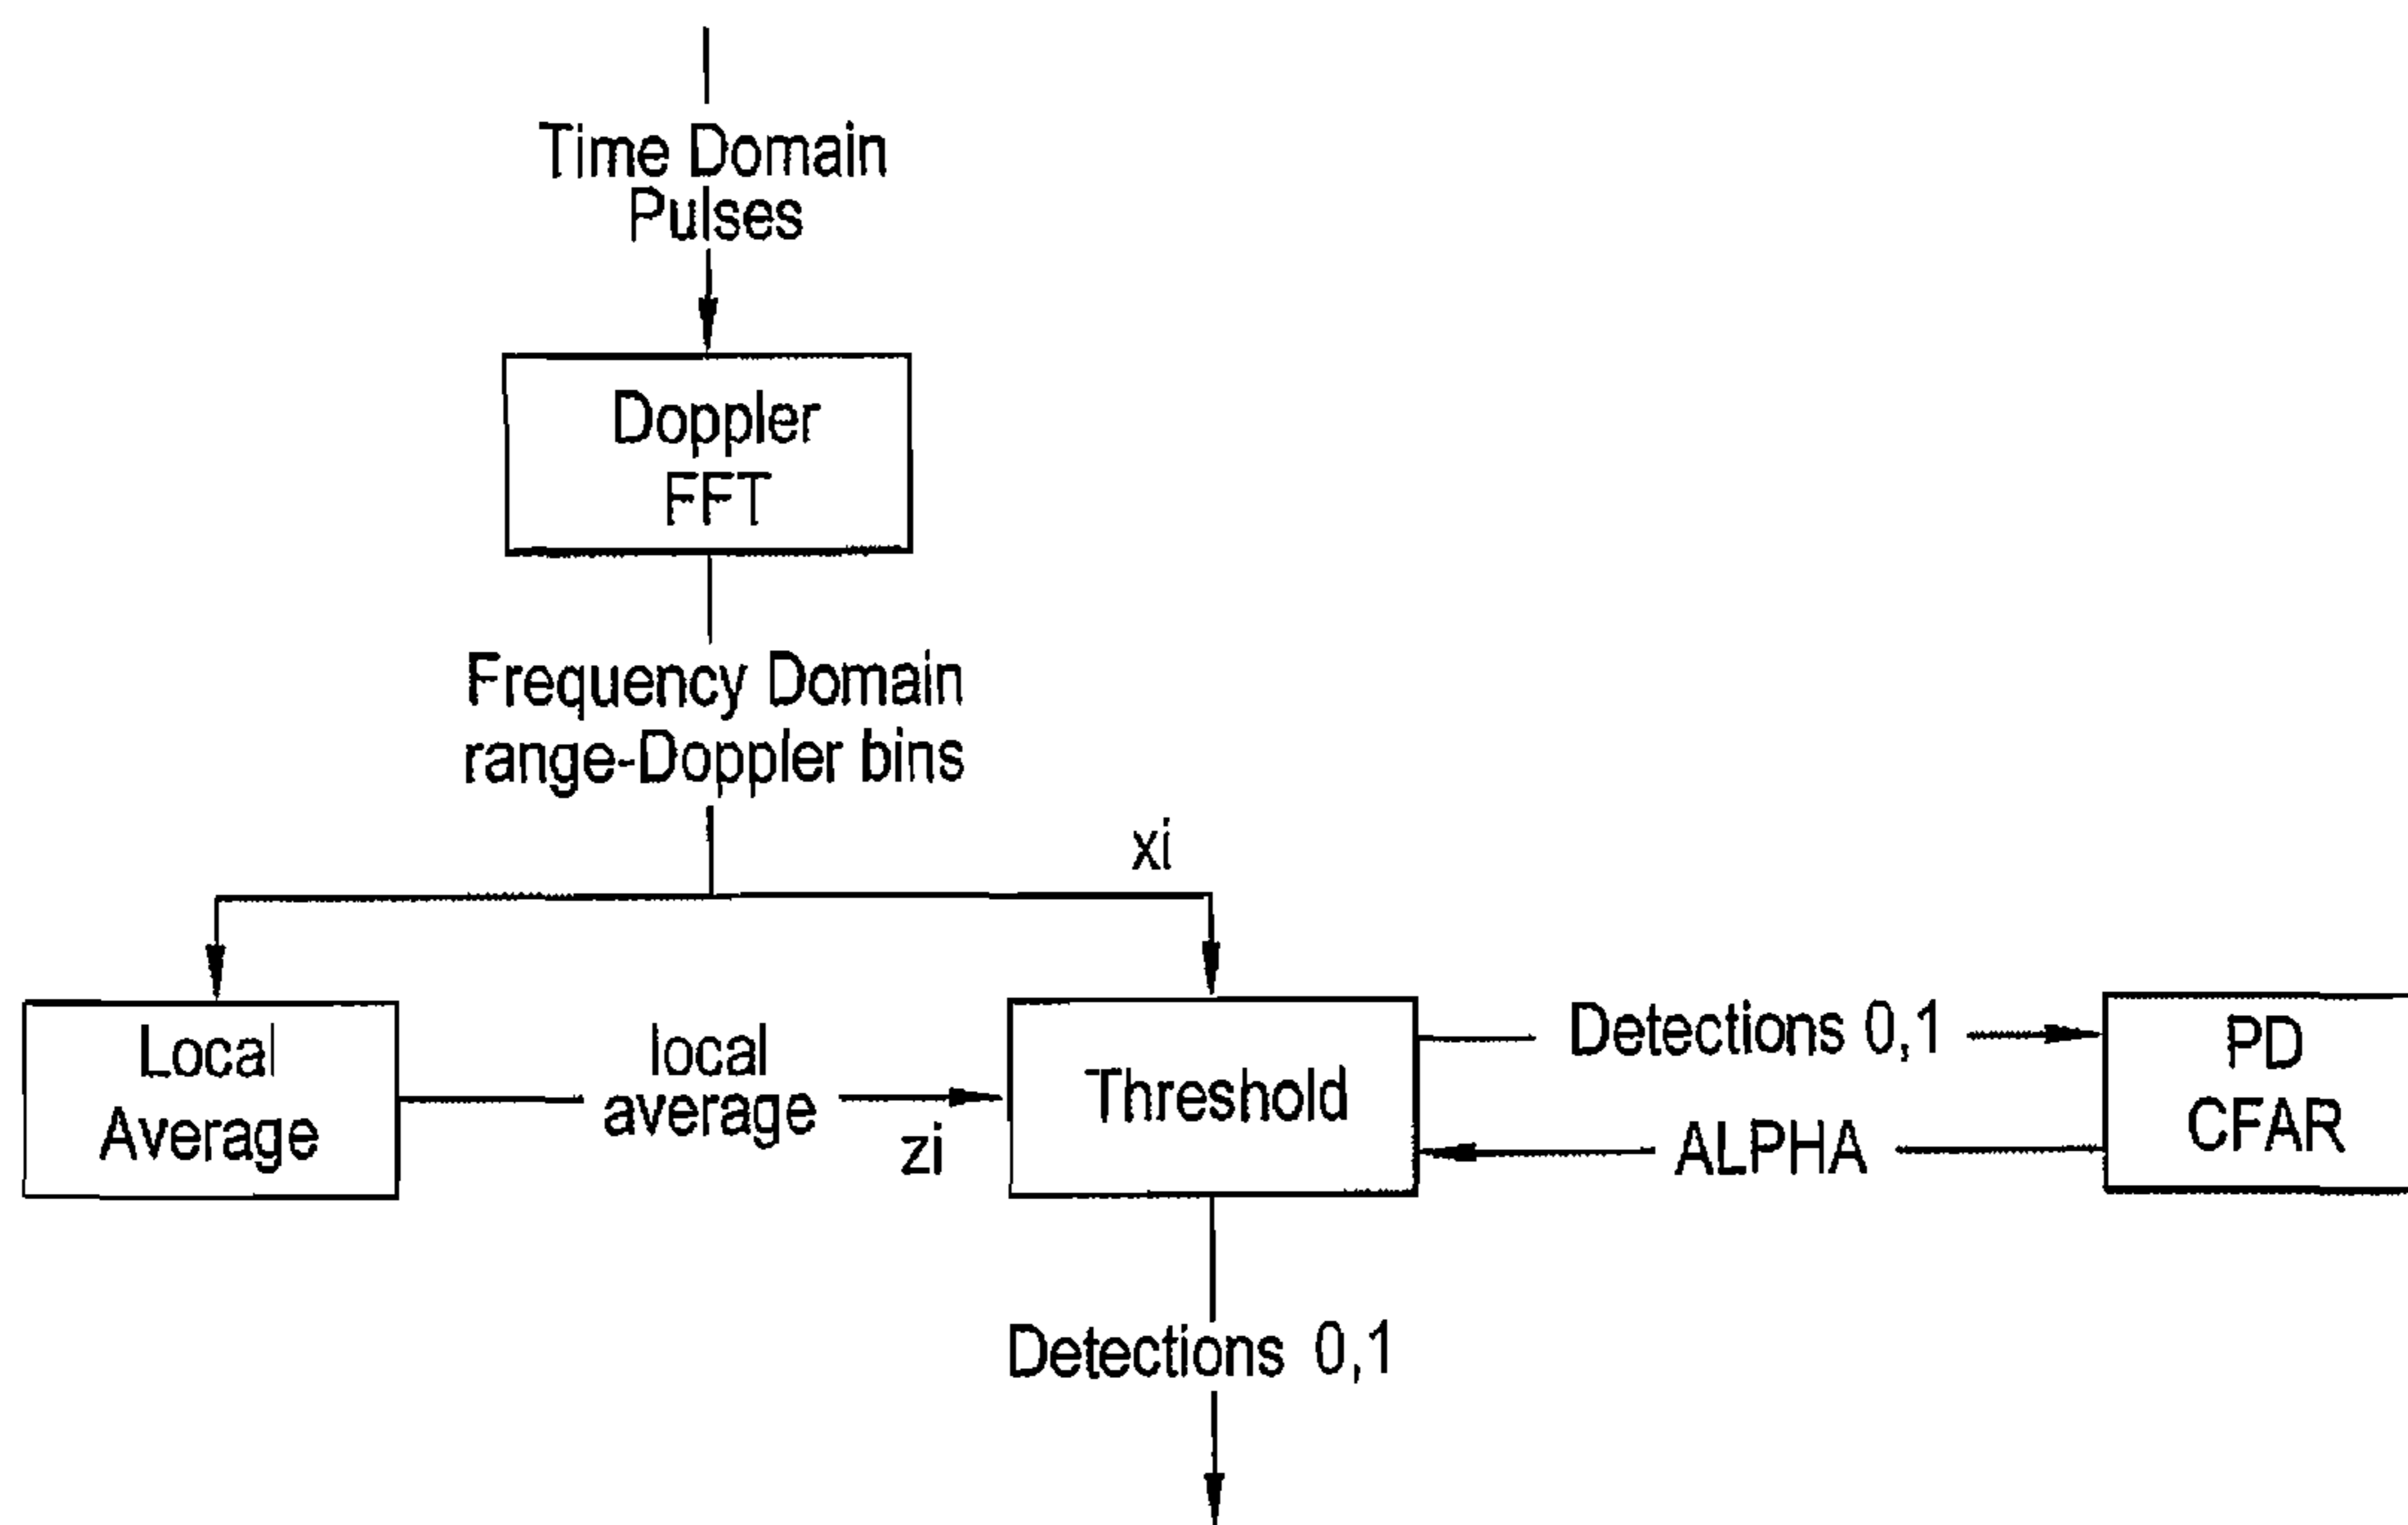 Time Domain
Pulses
Doppler
FFT
Frequency Domain
range-Doppler bins
xi
Local
Average
local
average
zi
Threshold
Detections 0,1
ALPHA
PD
CFAR
Detections 0,1